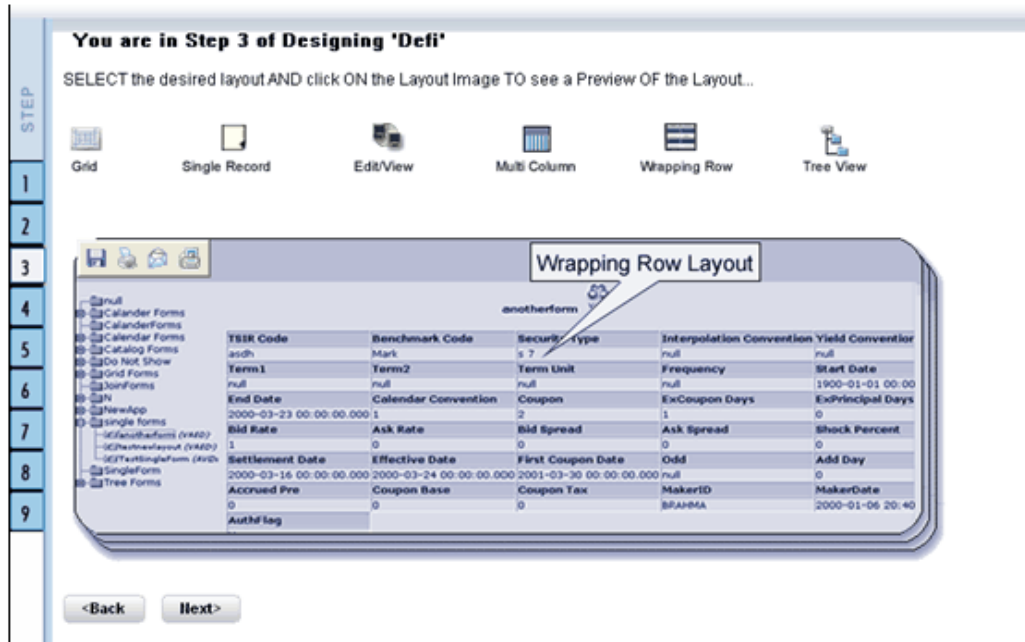 You are in Step 3 of Designing 'Defi'
SELECT the desired layout AND click ON the Layout Image TO see a Preview OF the Layout...
STEP
Grid Single Record Edit/View Multi Column Wrapping Row Tree View
1
2
3
4
5
6
7
8
9
Wrapping Row Layout
anotherform
null
Calander Forms
CalanderForms
Calendar Forms
Catalog Forms
Do Not Show
Grid Forms
JoinForms
N
NewApp
single forms
anotherform (VAED)
testnewlayout (VAED)
TestSingleForm
SingleForm
Tree Forms
TSIR Code Benchmark Code Security Type Interpolation Convention Yield Convention
asdh Mark s 7 null null
Term1 Term2 Term Unit Frequency Start Date
null null null null 1900-01-01 00:00
End Date Calendar Convention Coupon ExCoupon Days ExPrincipal Days
2000-03-23 00:00:00.000 1 2 1 0
Bid Rate Ask Rate Bid Spread Ask Spread Shock Percent
1 0 0 0 0
Settlement Date Effective Date First Coupon Date Odd Add Day
2000-03-16 00:00:00.000 2000-03-24 00:00:00.000 2001-03-30 00:00:00.000 null 0
Accrued Pre Coupon Base Coupon Tax MakerID MakerDate
0 0 0 BRAHMA 2000-01-06 20:40
AuthFlag
<Back Next>